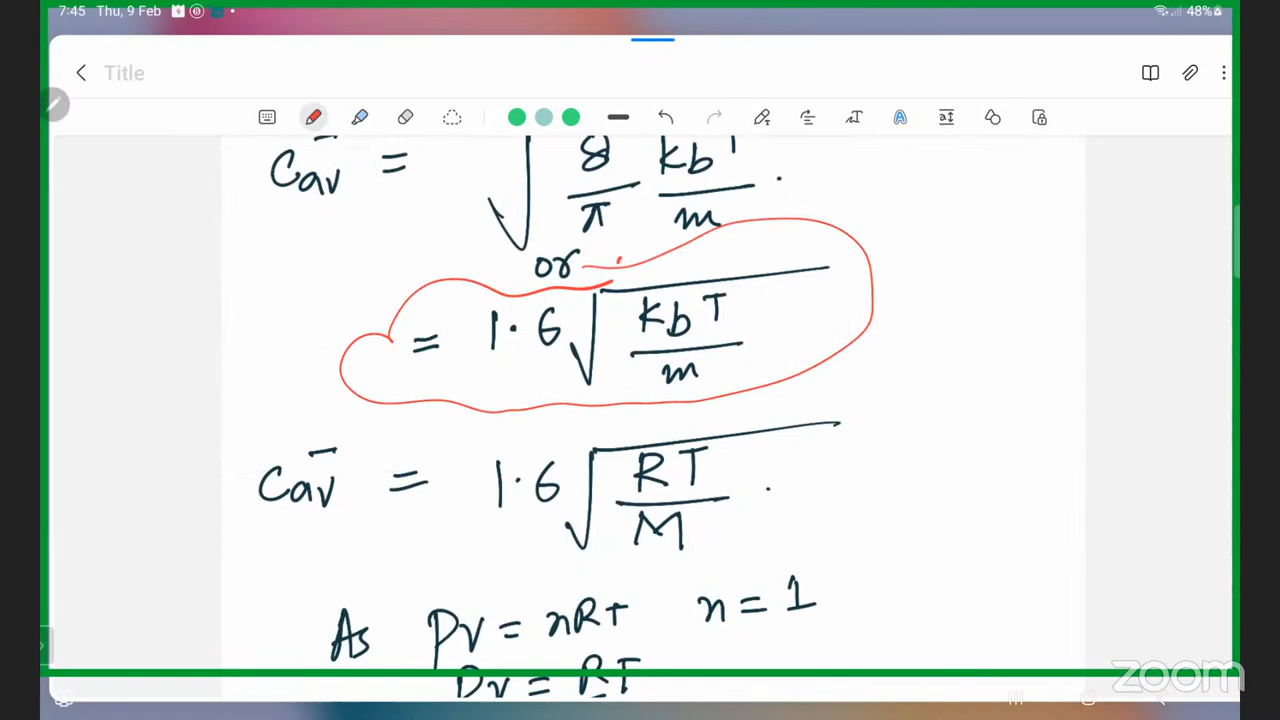 7:45 Thu, 9 Feb 9
48%
Title
Cav = √ 8/π kbT/m .
or
= 1.6 √ kbT/m
Cav = 1.6 √ RT/M .
As PV = nRT n = 1
PV = RT
zoom